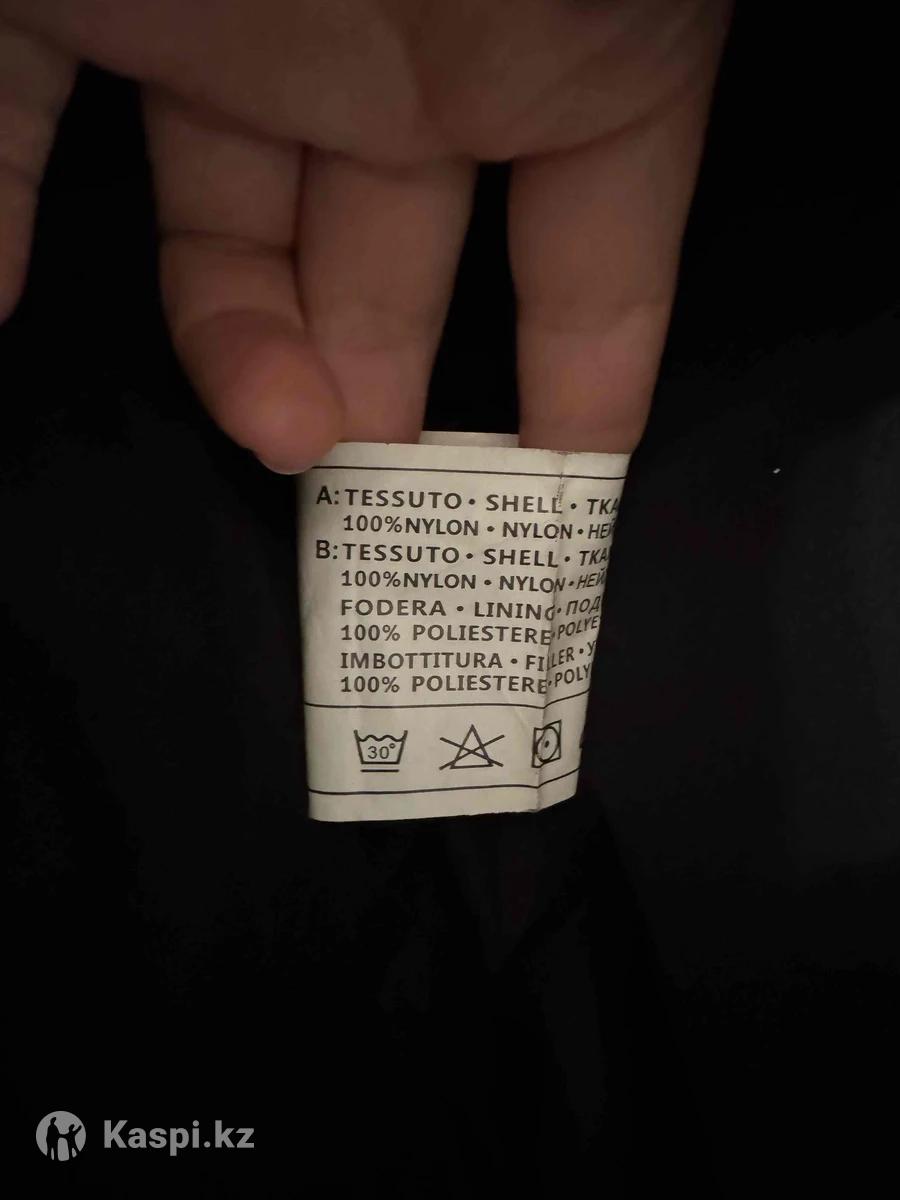 A: TESSUTO • SHELL •
100%NYLON • NYLON •
B: TESSUTO • SHELL •
100%NYLON • NYLON •
FODERA • LINING •
100% POLIESTERE •
IMBOTTITURA • FILLER •
100% POLIESTERE •
30°
Kaspi.kz